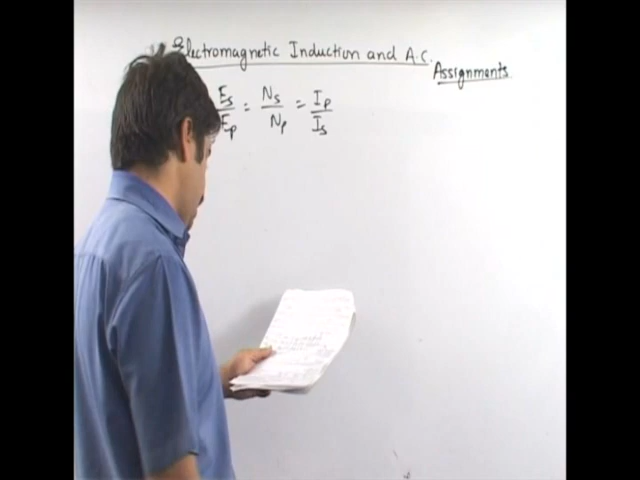 Electromagnetic Induction and A.C.
Assignments
Es/Ep = Ns/Np = Ip/Is